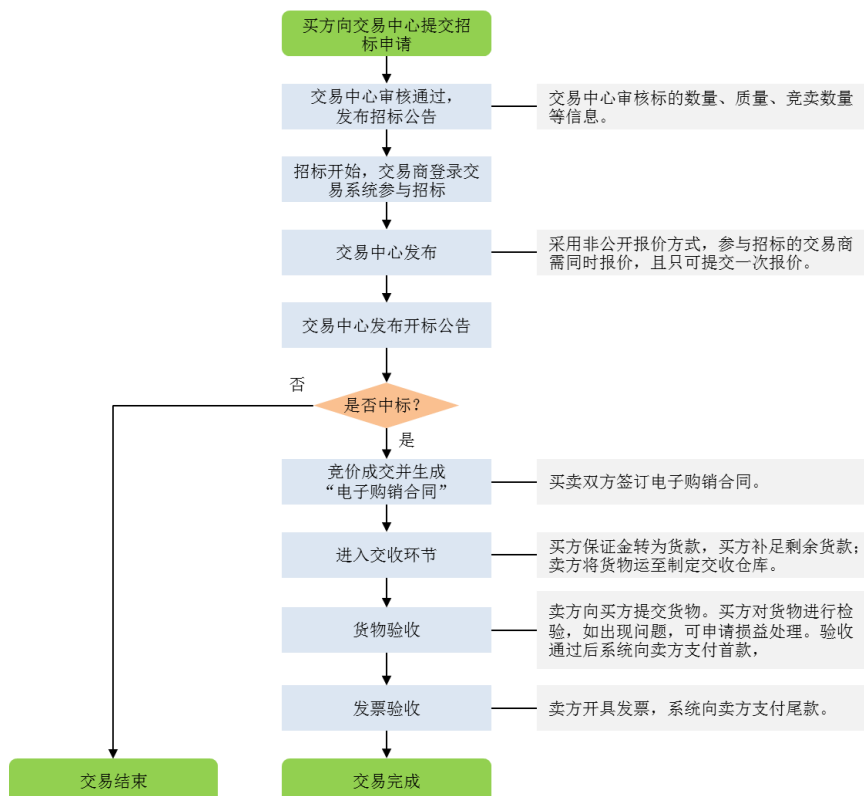 买方向交易中心提交招
标申请
交易中心审核通过，
发布招标公告
交易中心审核标的数量、质量、竞卖数量
等信息。
招标开始，交易商登录交
易系统参与招标
交易中心发布
采用非公开报价方式，参与招标的交易商
需同时报价，且只可提交一次报价。
交易中心发布开标公告
否
是否中标？
是
竞价成交并生成
“电子购销合同”
买卖双方签订电子购销合同。
进入交收环节
买方保证金转为货款，买方补足剩余货款；
卖方将货物运至制定交收仓库。
货物验收
卖方向买方提交货物。买方对货物进行检
验，如出现问题，可申请损益处理。验收
通过后系统向卖方支付首款，
发票验收
卖方开具发票，系统向卖方支付尾款。
交易结束
交易完成